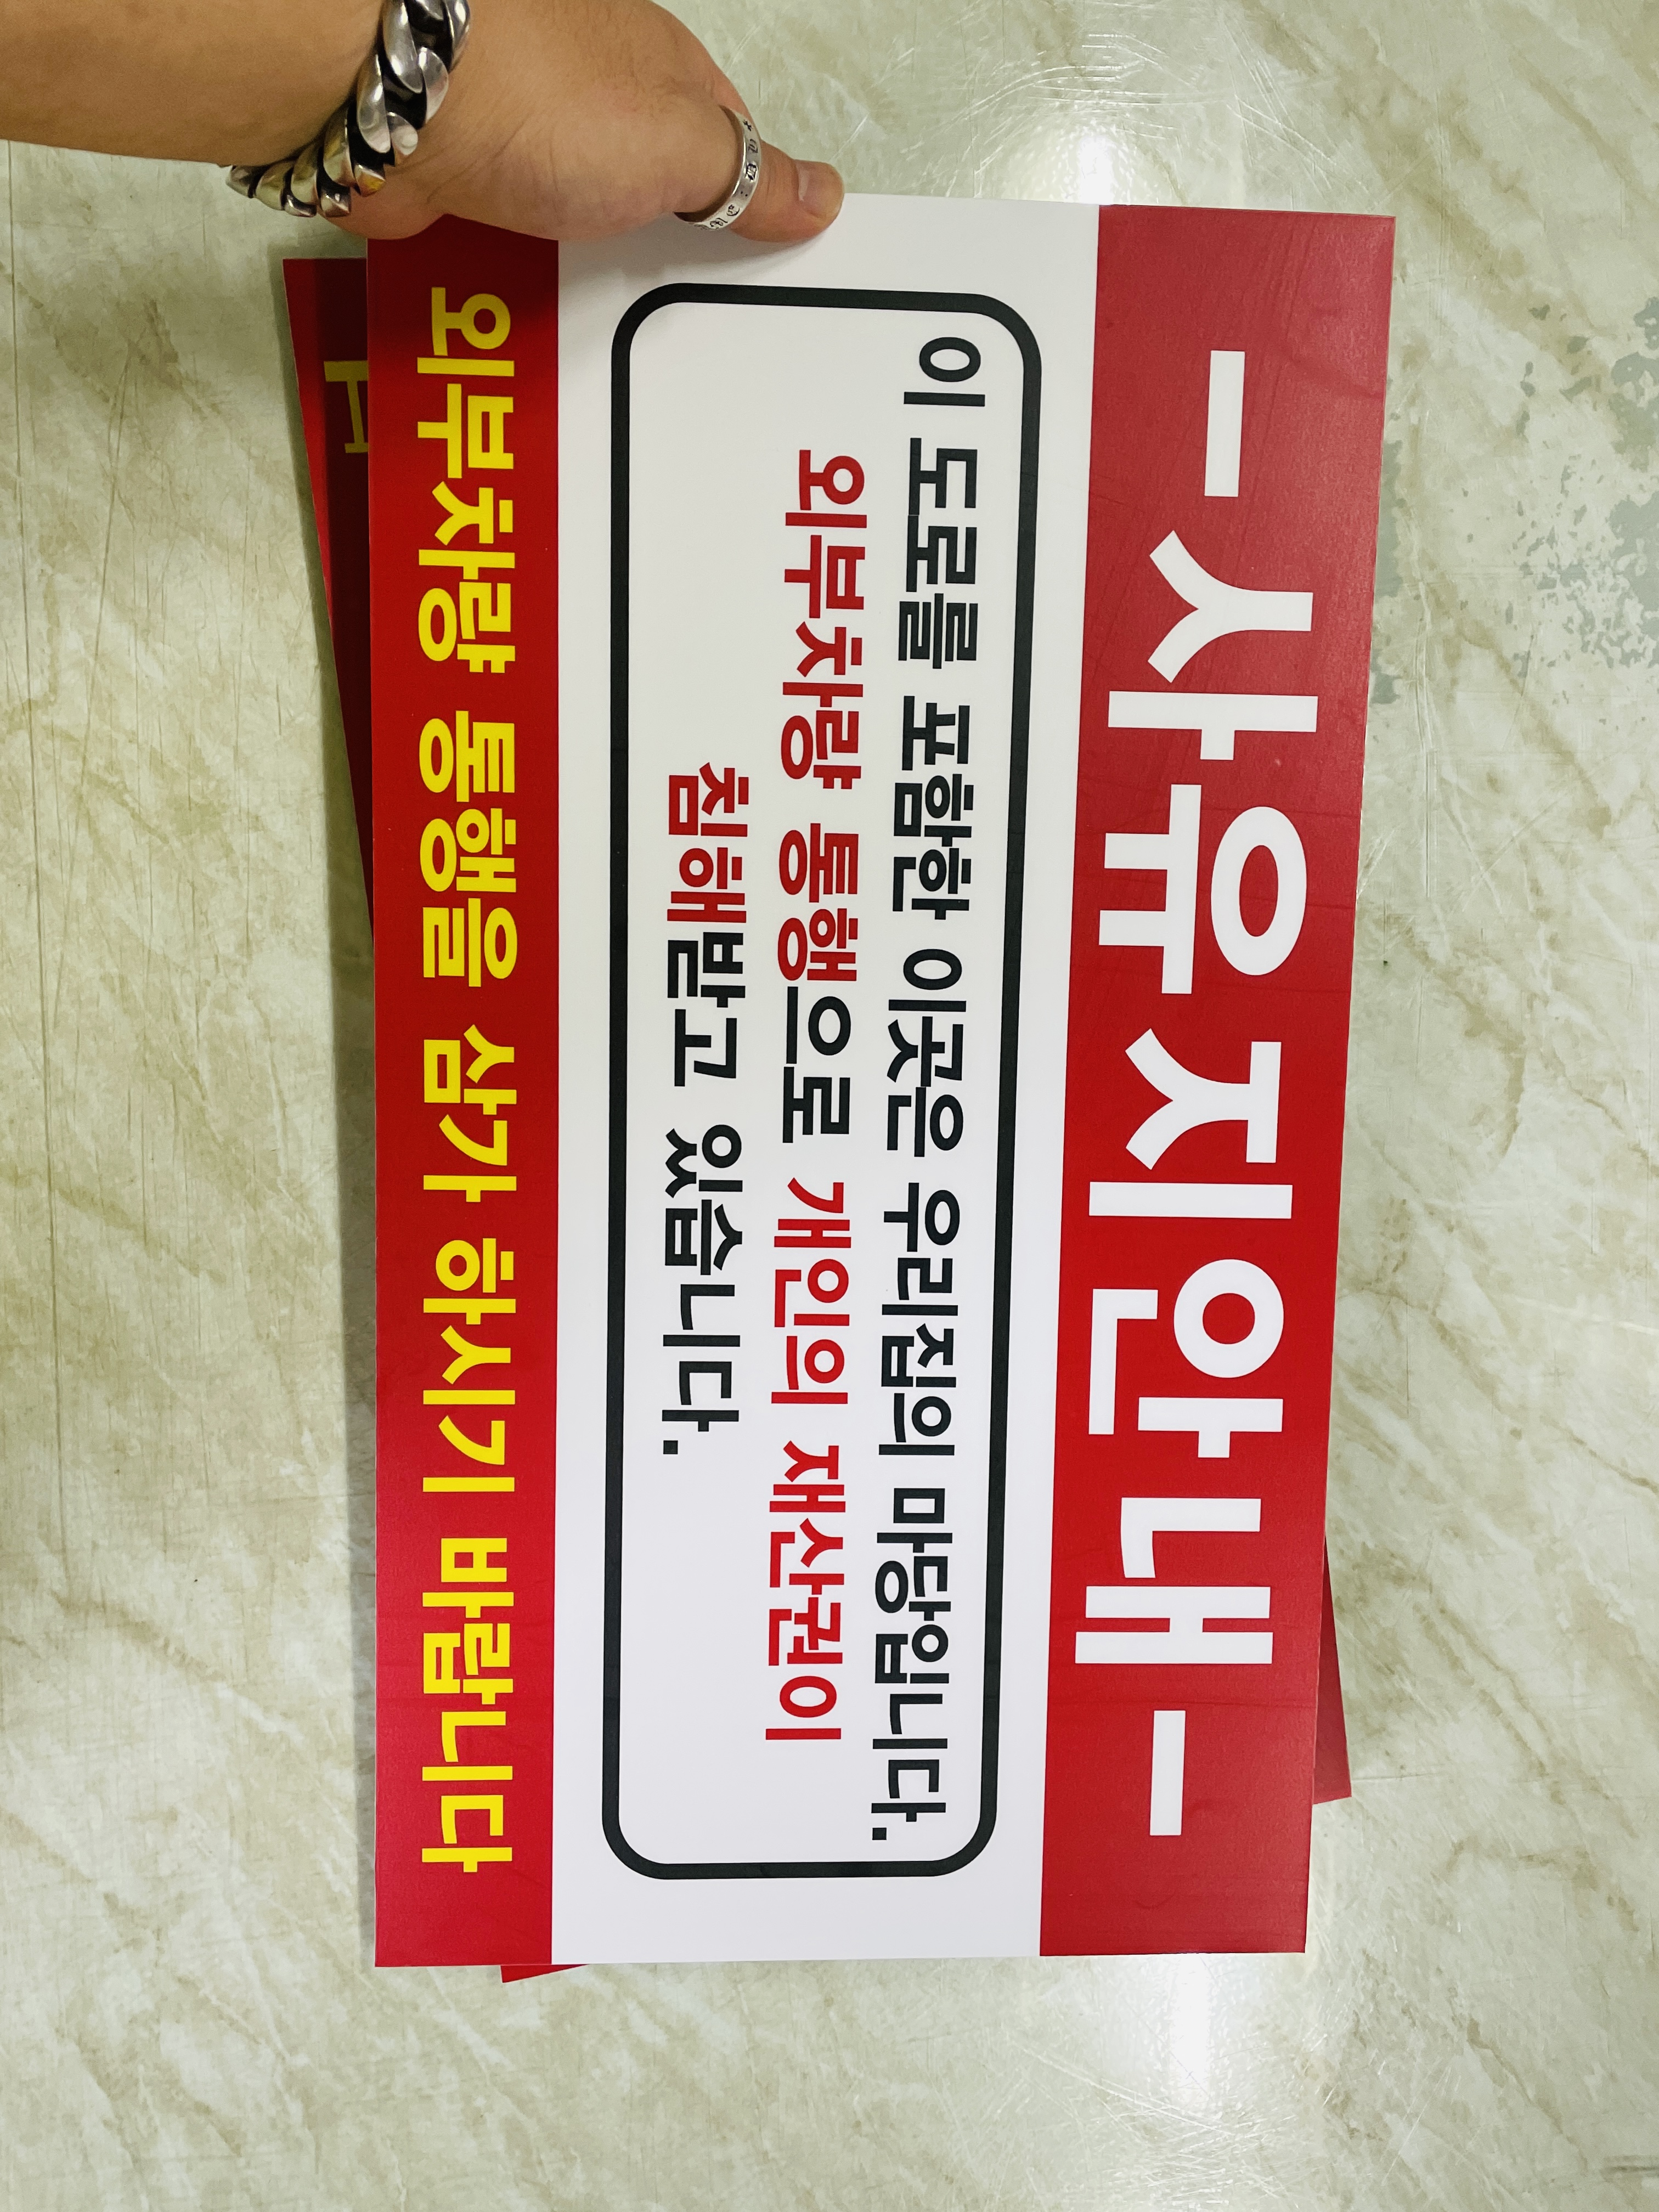 - 사유지안내 -
이 도로를 포함한 이곳은 우리집의 마당입니다.
외부차량 통행으로 개인의 재산권이
침해받고 있습니다.
외부차량 통행을 삼가 하시기 바랍니다